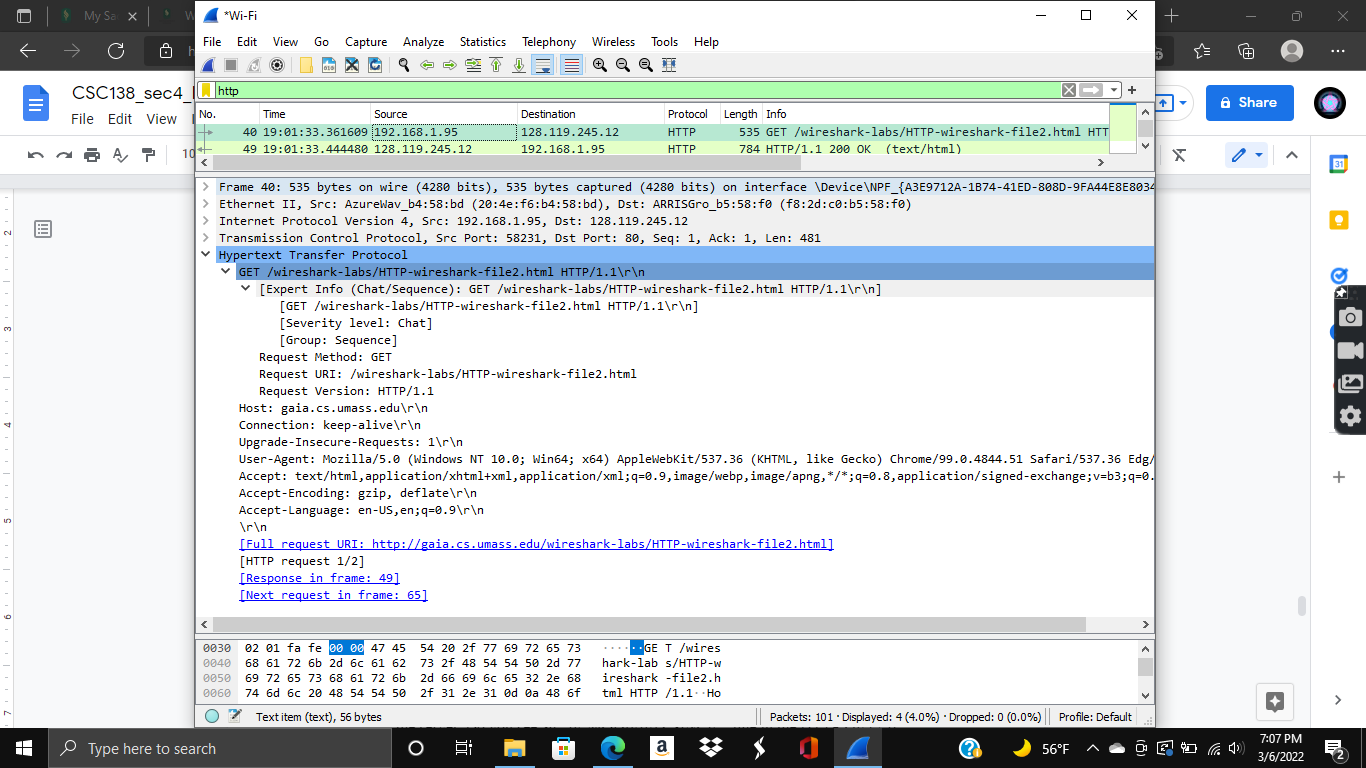 My Sa
W
*Wi-Fi
File Edit View Go Capture Analyze Statistics Telephony Wireless Tools Help
CSC138_sec4_
File Edit View
Share
http
No. Time Source Destination Protocol Length Info
40 19:01:33.361609 192.168.1.95 128.119.245.12 HTTP 535 GET /wireshark-labs/HTTP-wireshark-file2.html HTT
49 19:01:33.444480 128.119.245.12 192.168.1.95 HTTP 784 HTTP/1.1 200 OK (text/html)
10
31
Frame 40: 535 bytes on wire (4280 bits), 535 bytes captured (4280 bits) on interface \Device\NPF_{A3E9712A-1B74-41ED-808D-9FA44E8E8034
Ethernet II, Src: AzureWav_b4:58:bd (20:4e:f6:b4:58:bd), Dst: ARRISGro_b5:58:f0 (f8:2d:c0:b5:58:f0)
Internet Protocol Version 4, Src: 192.168.1.95, Dst: 128.119.245.12
Transmission Control Protocol, Src Port: 58231, Dst Port: 80, Seq: 1, Ack: 1, Len: 481
Hypertext Transfer Protocol
GET /wireshark-labs/HTTP-wireshark-file2.html HTTP/1.1\r\n
[Expert Info (Chat/Sequence): GET /wireshark-labs/HTTP-wireshark-file2.html HTTP/1.1\r\n]
[GET /wireshark-labs/HTTP-wireshark-file2.html HTTP/1.1\r\n]
[Severity level: Chat]
[Group: Sequence]
Request Method: GET
Request URI: /wireshark-labs/HTTP-wireshark-file2.html
Request Version: HTTP/1.1
Host: gaia.cs.umass.edu\r\n
Connection: keep-alive\r\n
Upgrade-Insecure-Requests: 1\r\n
User-Agent: Mozilla/5.0 (Windows NT 10.0; Win64; x64) AppleWebKit/537.36 (KHTML, like Gecko) Chrome/99.0.4844.51 Safari/537.36 Edg/
Accept: text/html,application/xhtml+xml,application/xml;q=0.9,image/webp,image/apng,*/*;q=0.8,application/signed-exchange;v=b3;q=0.
Accept-Encoding: gzip, deflate\r\n
Accept-Language: en-US,en;q=0.9\r\n
\r\n
[Full request URI: http://gaia.cs.umass.edu/wireshark-labs/HTTP-wireshark-file2.html]
[HTTP request 1/2]
[Response in frame: 49]
[Next request in frame: 65]
2
3
4
5
6
7
0030 02 01 fa fe 00 00 47 45 54 20 2f 77 69 72 65 73 ······GE T /wires
0040 68 61 72 6b 2d 6c 61 62 73 2f 48 54 54 50 2d 77 hark-lab s/HTTP-w
0050 69 72 65 73 68 61 72 6b 2d 66 69 6c 65 32 2e 68 ireshark -file2.h
0060 74 6d 6c 20 48 54 54 50 2f 31 2e 31 0d 0a 48 6f tml HTTP /1.1··Ho
Text item (text), 56 bytes
Packets: 101 · Displayed: 4 (4.0%) · Dropped: 0 (0.0%)
Profile: Default
Type here to search
56°F
7:07 PM
3/6/2022
2